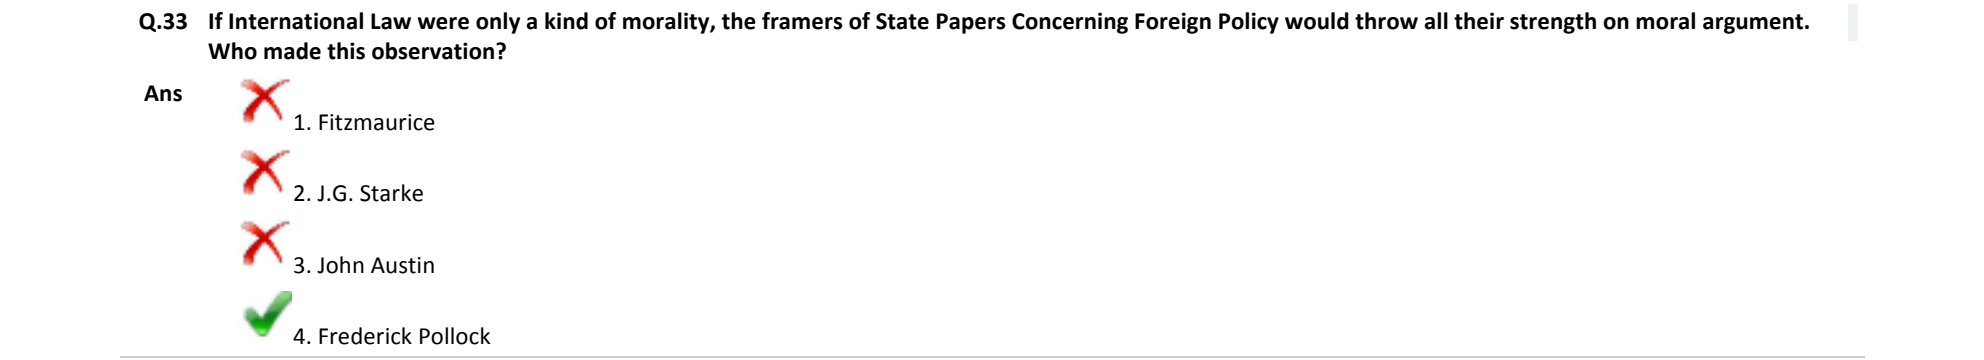 Q.33 If International Law were only a kind of morality, the framers of State Papers Concerning Foreign Policy would throw all their strength on moral argument.
Who made this observation?
Ans
1. Fitzmaurice
2. J.G. Starke
3. John Austin
4. Frederick Pollock